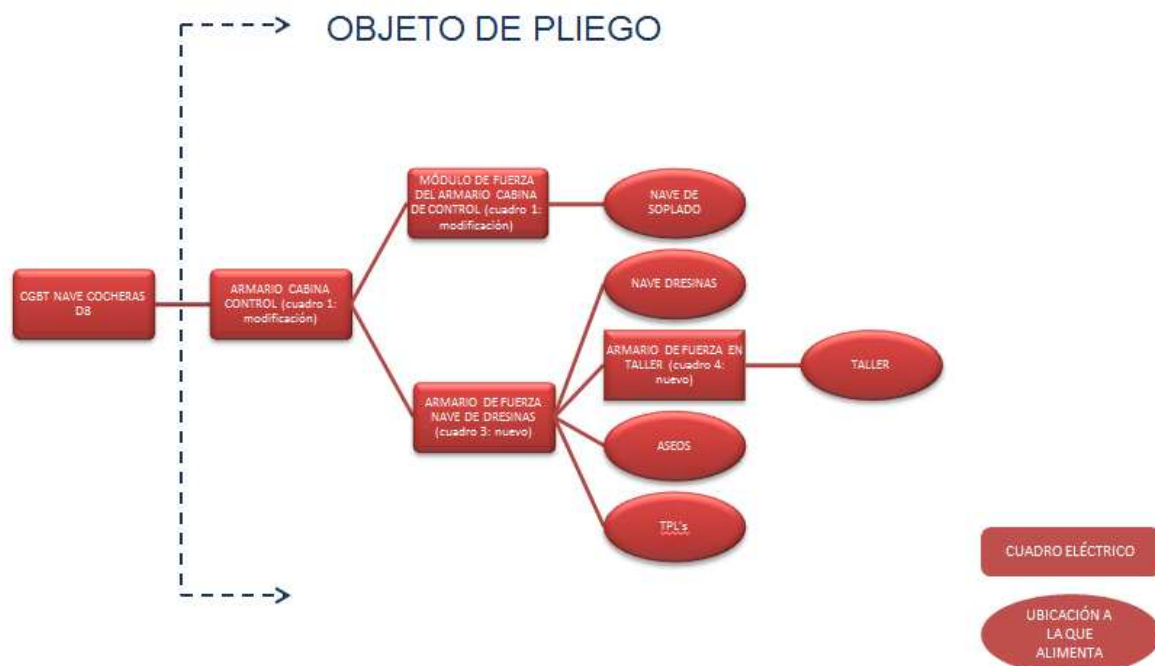 OBJETO DE PLIEGO
MÓDULO DE FUERZA
DEL ARMARIO CABINA
DE CONTROL (cuadro 1:
modificación)
NAVE DE
SOPLADO
NAVE DRESINAS
CGBT NAVE COCHERAS
DB
ARMARIO CABINA
CONTROL (cuadro 1:
modificación)
ARMARIO DE FUERZA EN
TALLER (cuadro 4:
nuevo)
TALLER
ARMARIO DE FUERZA
NAVE DE DRESINAS
(cuadro 3: nuevo)
ASEOS
TPL's
CUADRO ELÉCTRICO
UBICACIÓN A
LA QUE
ALIMENTA